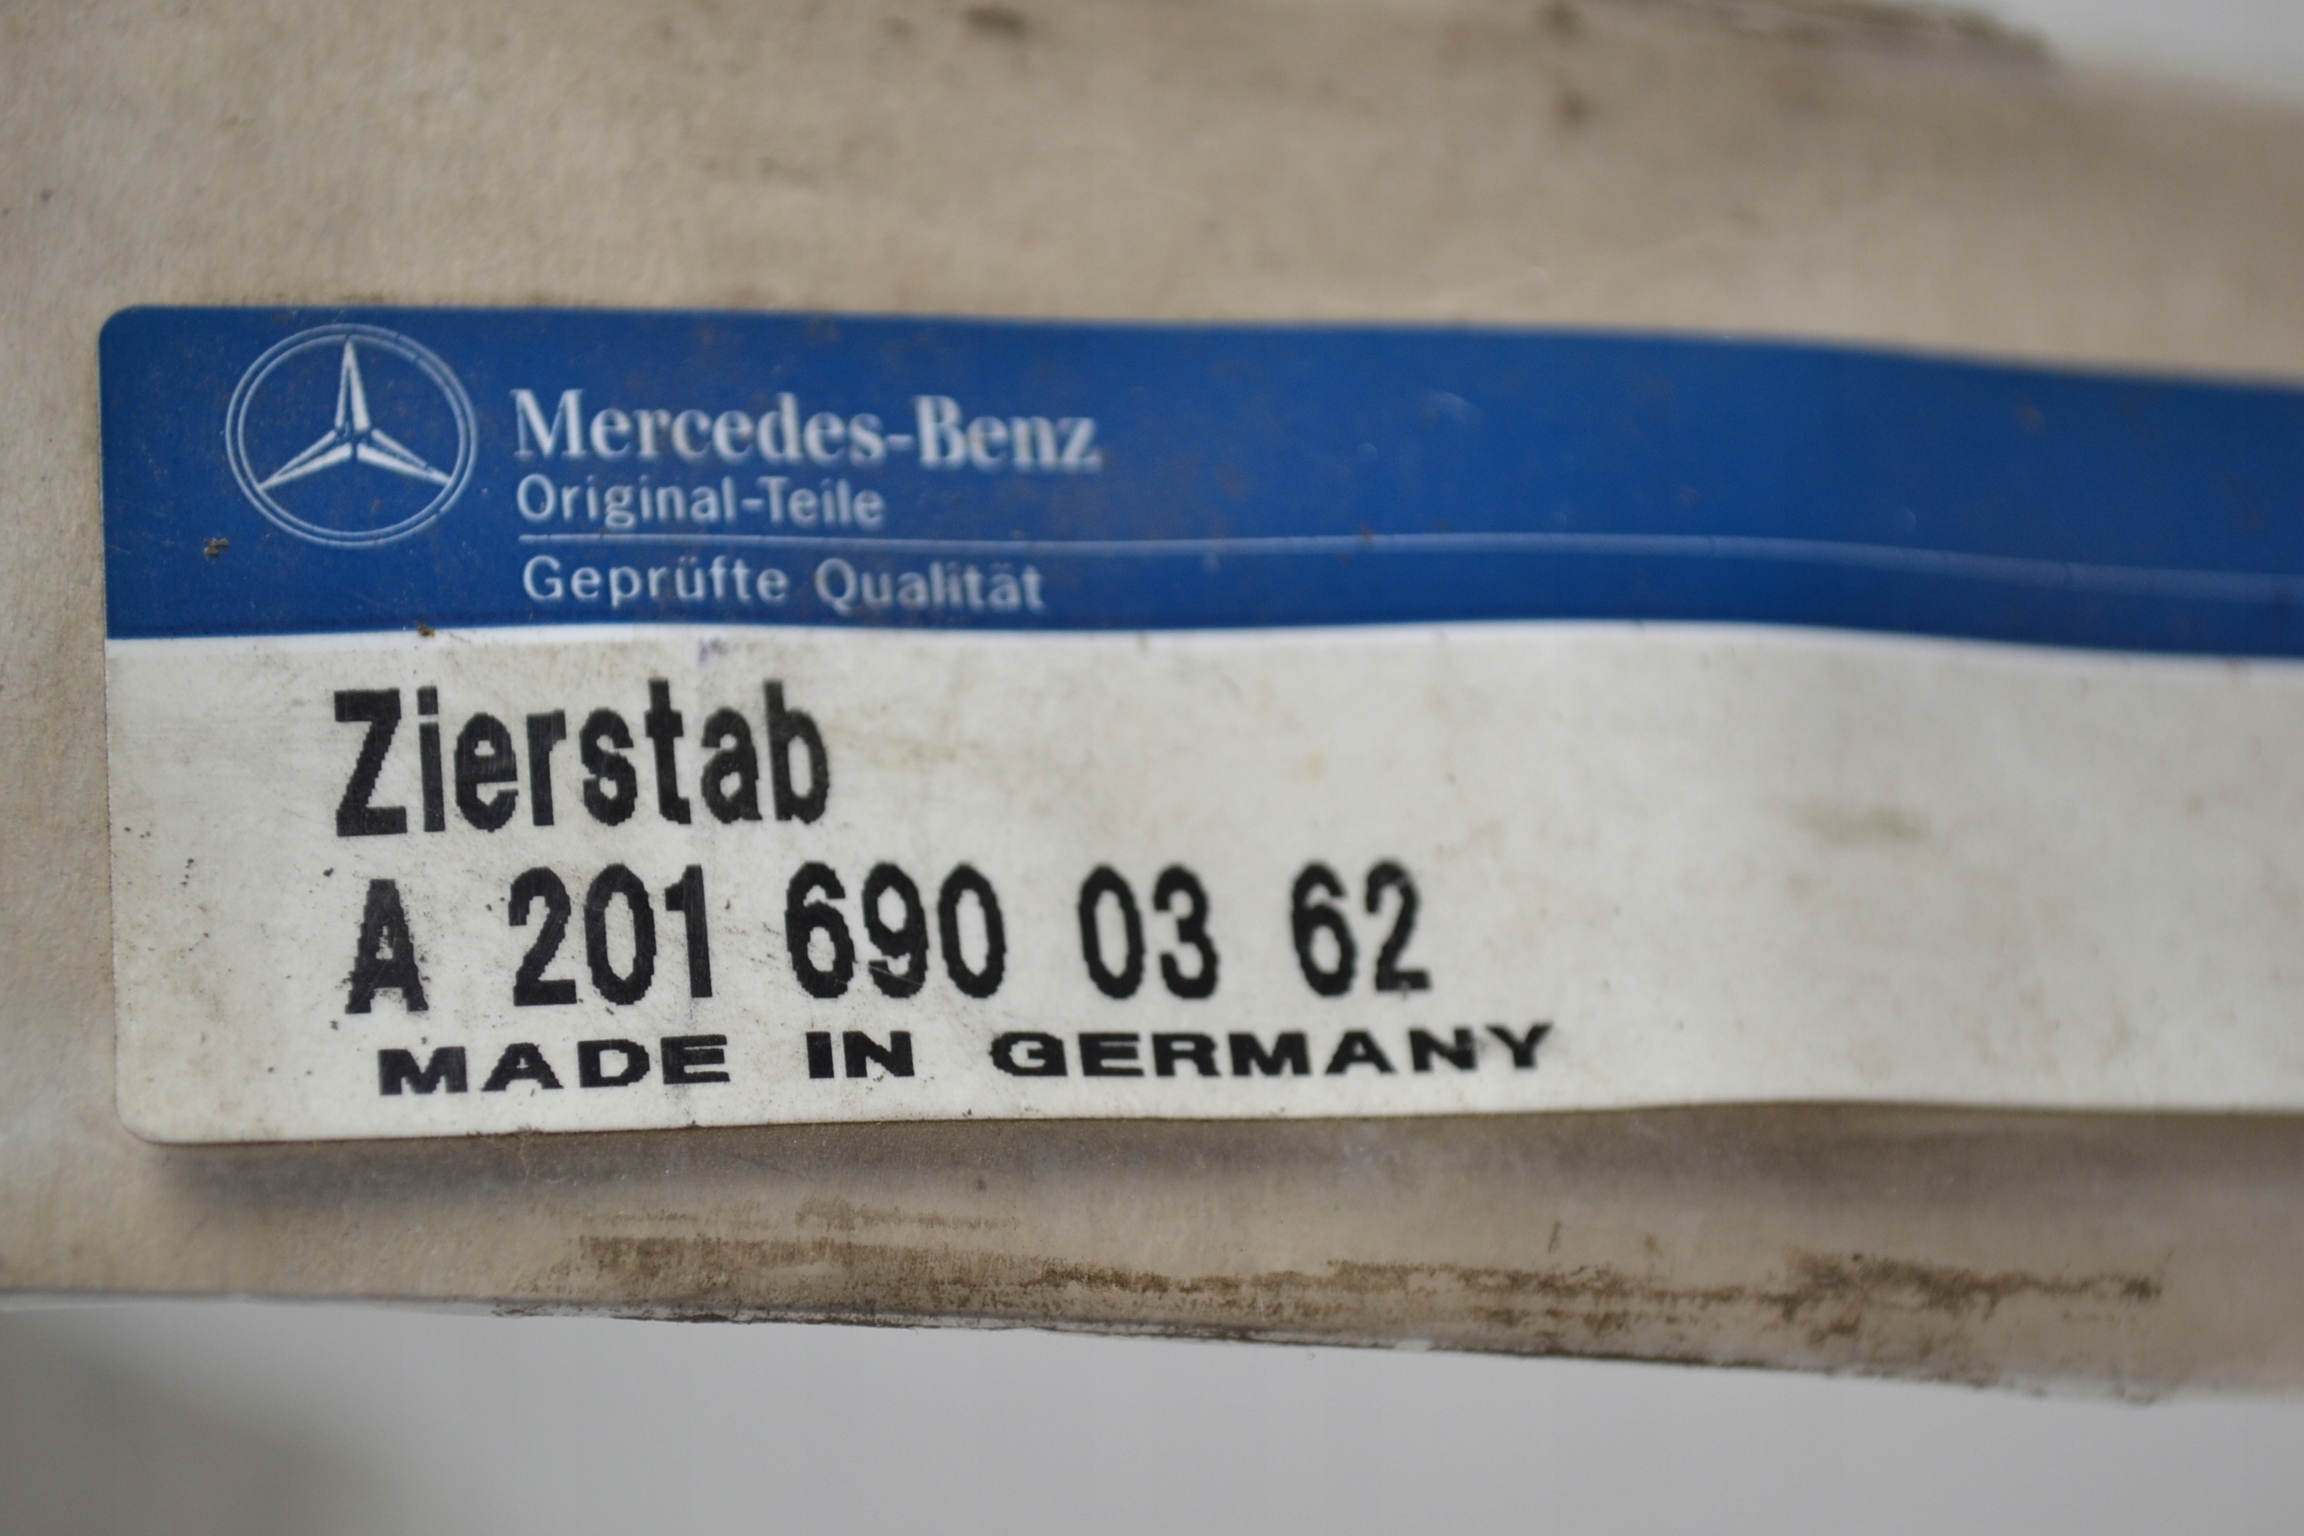 Mercedes-Benz
Original-Teile
Geprüfte Qualität
Zierstab
A 201 690 03 62
MADE IN GERMANY